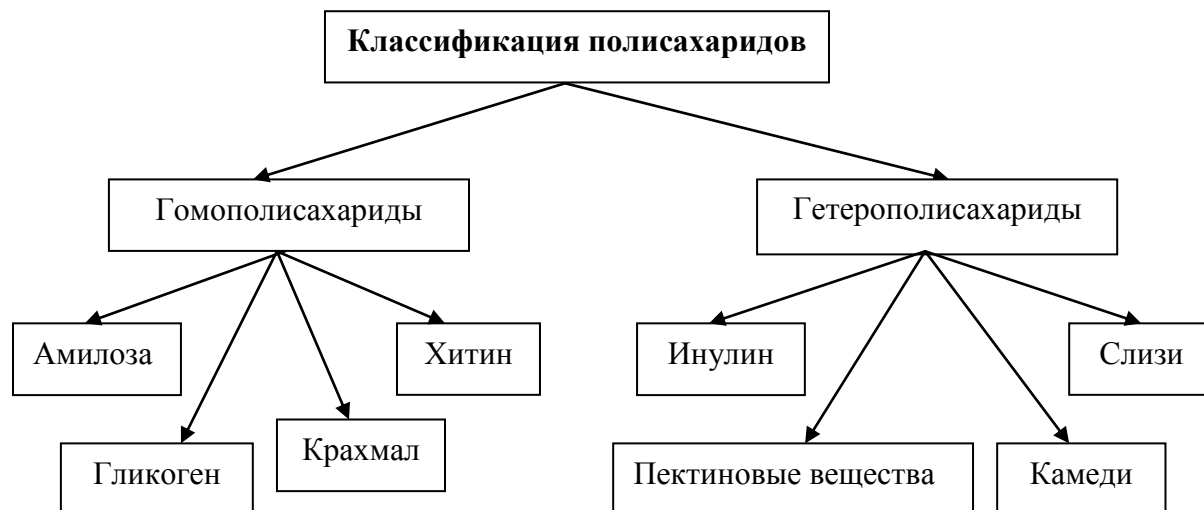 Классификация полисахаридов
Гомополисахариды
Гетерополисахариды
Амилоза
Хитин
Инулин
Слизи
Гликоген
Крахмал
Пектиновые вещества
Камеди